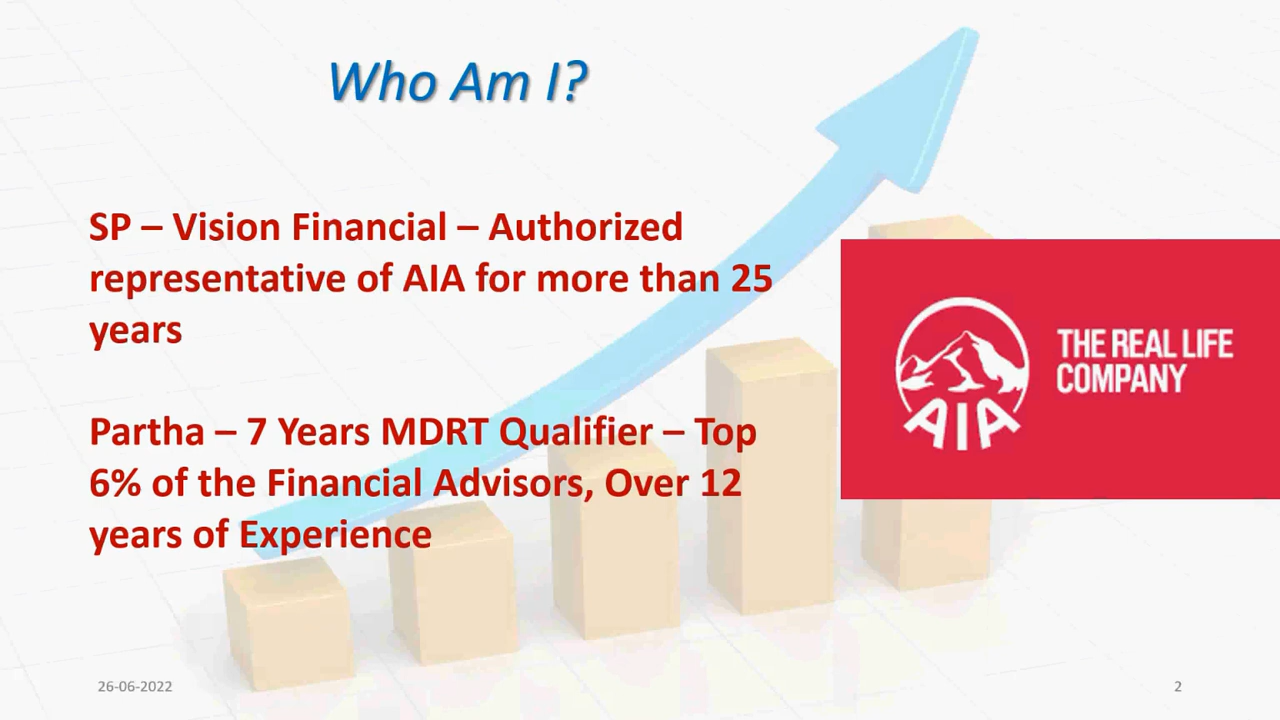 Who Am I?
SP – Vision Financial – Authorized
representative of AIA for more than 25
years
Partha – 7 Years MDRT Qualifier – Top
6% of the Financial Advisors, Over 12
years of Experience
THE REAL LIFE
COMPANY
AIA
26-06-2022
2